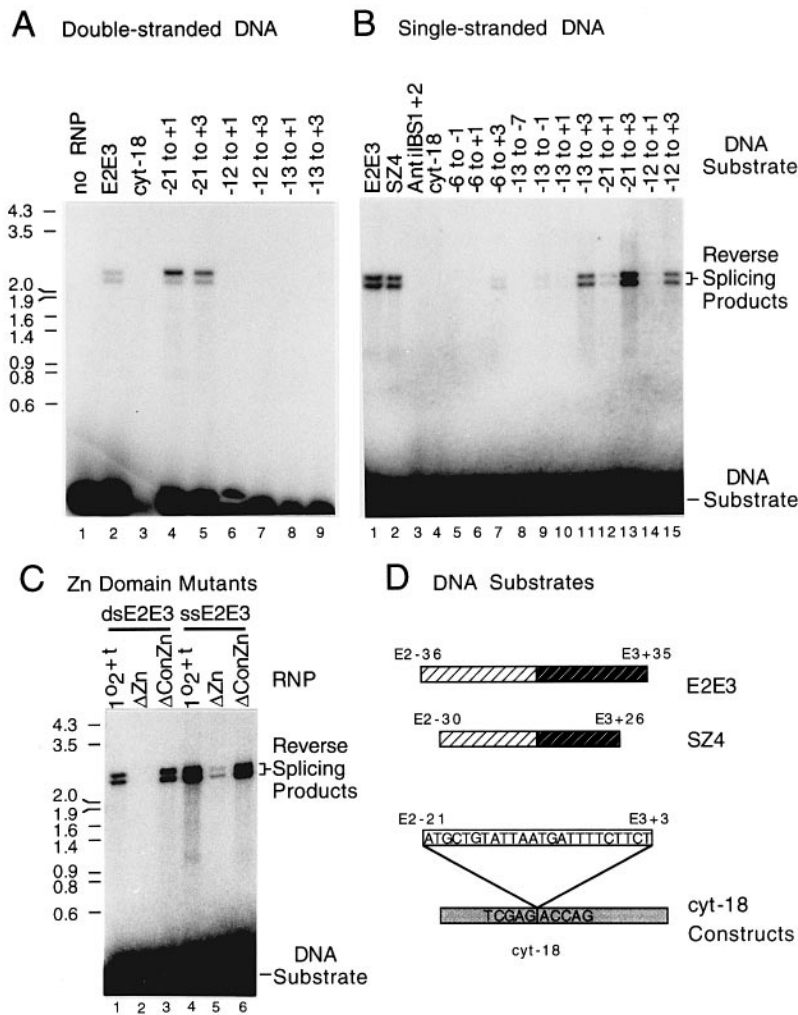 A Double-stranded DNA
no RNP
E2E3
cyt-18
-21 to +1
-21 to +3
-12 to +1
-12 to +3
-13 to +1
-13 to +3
4.3
3.5
2.0
1.9
1.6
1.4
0.9
0.8
0.6
1 2 3 4 5 6 7 8 9
B Single-stranded DNA
E2E3
SZ4
AntiIBS1+2
cyt-18
-6 to -1
-6 to +1
-6 to +3
-13 to -7
-13 to -1
-13 to +1
-13 to +3
-21 to +1
-21 to +3
-12 to +1
-12 to +3
DNA
Substrate
Reverse
Splicing
Products
DNA
Substrate
1 2 3 4 5 6 7 8 9 10 11 12 13 14 15
C Zn Domain Mutants
dsE2E3 ssE2E3
1°2+t
ΔZn
ΔConZn
1°2+t
ΔZn
ΔConZn
RNP
4.3
3.5
2.0
1.9
1.6
1.4
0.9
0.8
0.6
Reverse
Splicing
Products
DNA
Substrate
1 2 3 4 5 6
D DNA Substrates
E2-36 E3+35
E2E3
E2-30 E3+26
SZ4
E2-21 E3+3
ATGCTGTATTAATGATTTTCTTCT
TCGAGACCAG
cyt-18
Constructs
cyt-18